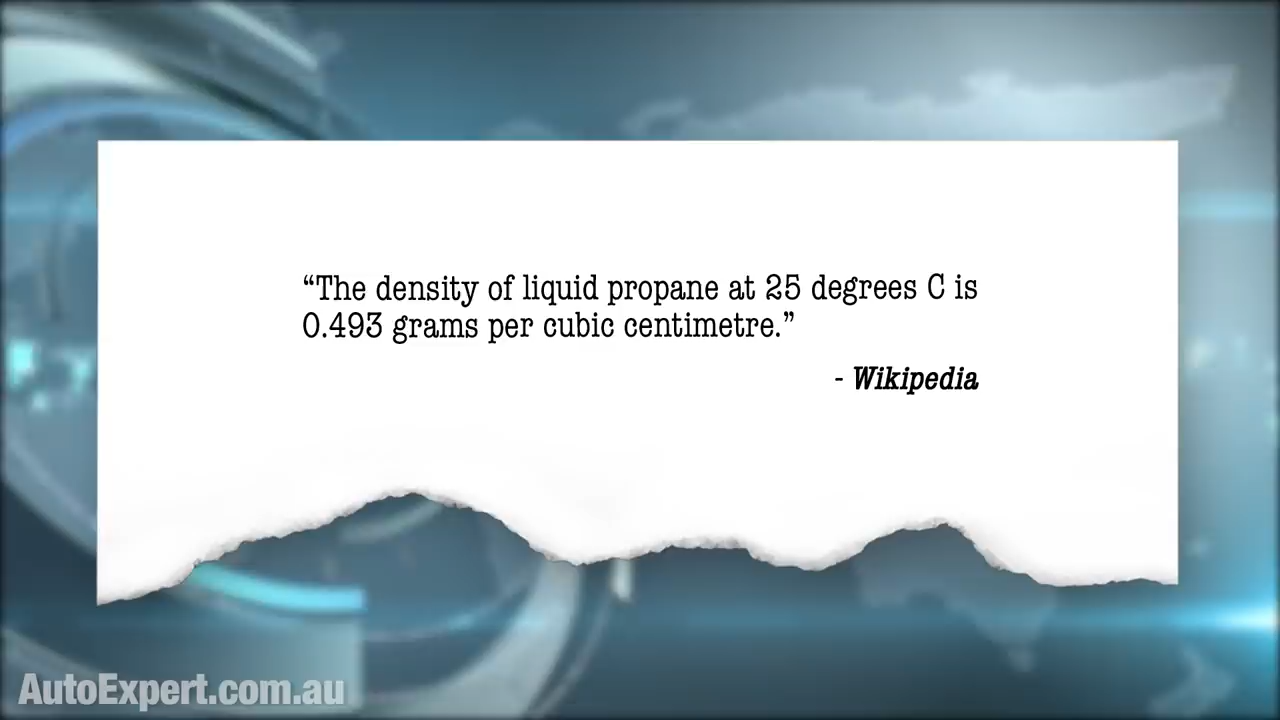 “The density of liquid propane at 25 degrees C is
0.493 grams per cubic centimetre.”
- Wikipedia
AutoExpert.com.au